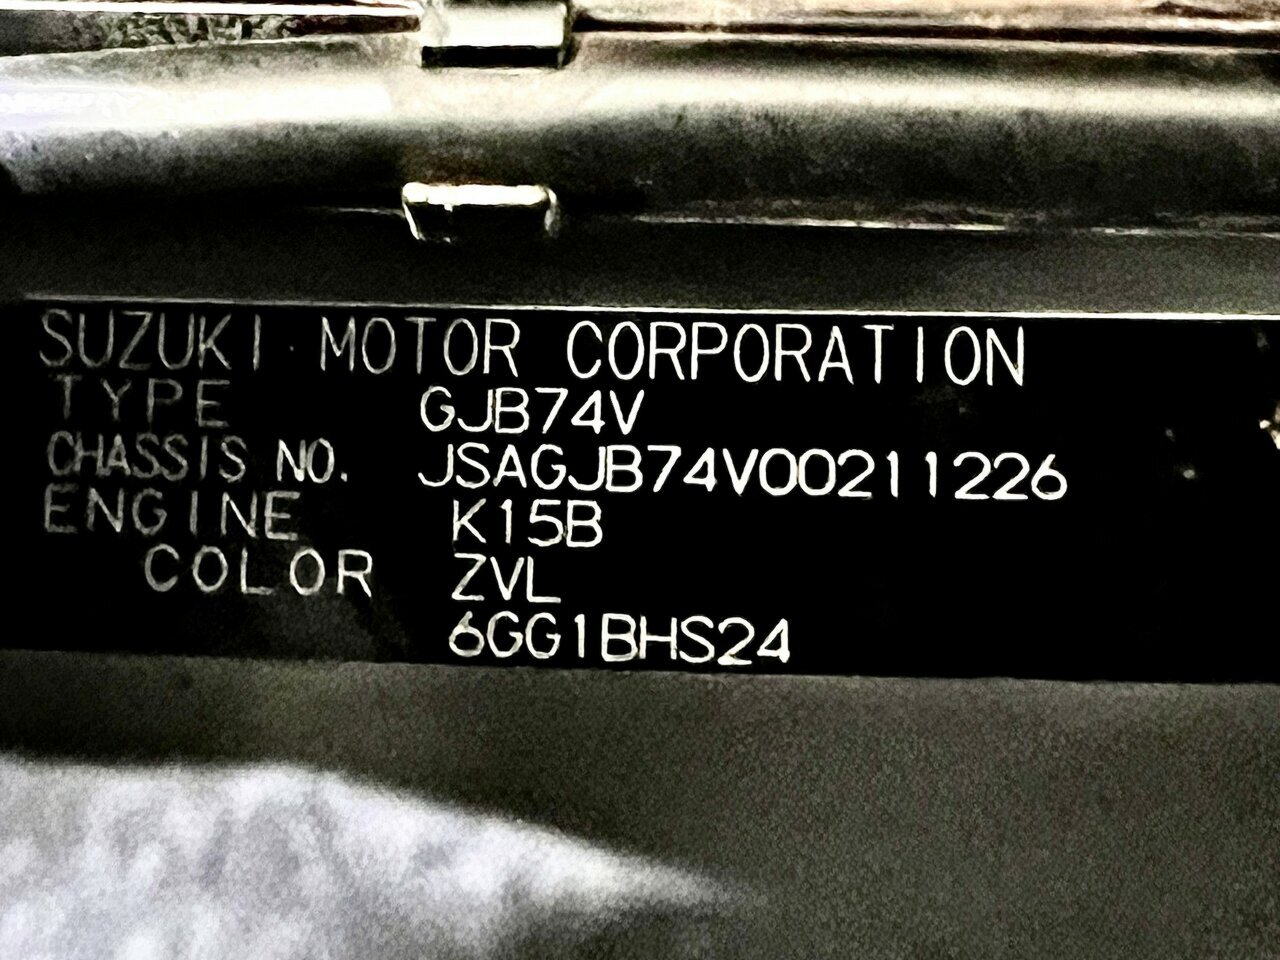 SUZUKI MOTOR CORPORATION
TYPE GJB74V
CHASSIS NO. JSAGJB74V00211226
ENGINE K15B
COLOR ZVL
6GG1BHS24